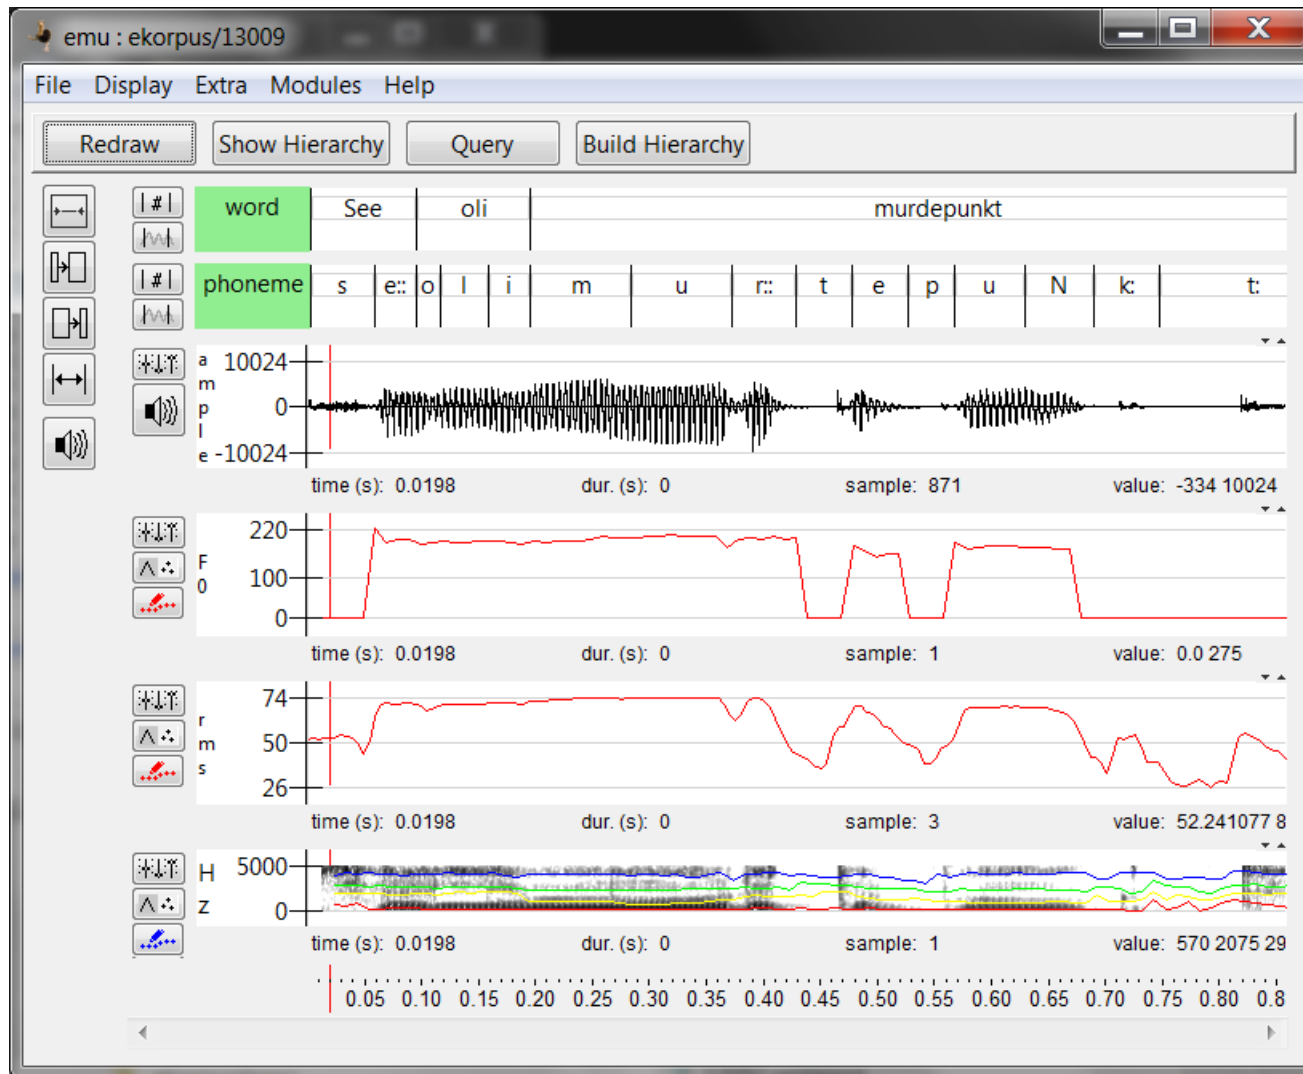 emu : ekorpus/13009
File Display Extra Modules Help
Redraw Show Hierarchy Query Build Hierarchy
|#| word See oli murdepunkt
|#| phoneme s e:: o l i m u r:: t e p u N k: t:
ample 10024
0
-10024
time (s): 0.0198 dur. (s): 0 sample: 871 value: -334 10024
F0 220
100
0
time (s): 0.0198 dur. (s): 0 sample: 1 value: 0.0 275
rms 74
50
26
time (s): 0.0198 dur. (s): 0 sample: 3 value: 52.241077 8
HZ 5000
0
time (s): 0.0198 dur. (s): 0 sample: 1 value: 570 2075 29
0.05 0.10 0.15 0.20 0.25 0.30 0.35 0.40 0.45 0.50 0.55 0.60 0.65 0.70 0.75 0.80 0.8